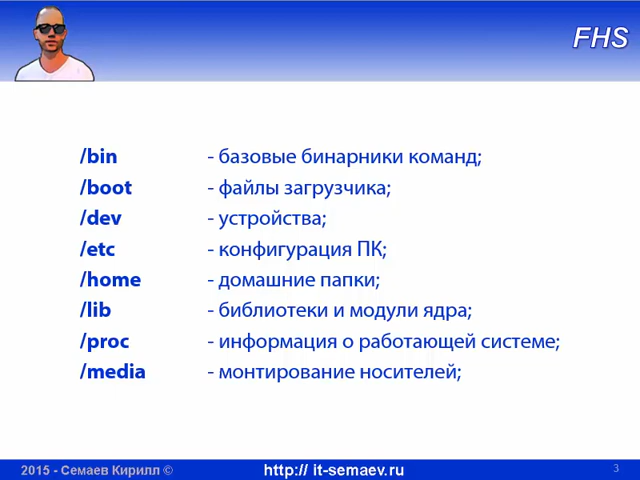 FHS
/bin - базовые бинарники команд;
/boot - файлы загрузчика;
/dev - устройства;
/etc - конфигурация ПК;
/home - домашние папки;
/lib - библиотеки и модули ядра;
/proc - информация о работающей системе;
/media - монтирование носителей;
2015 - Семаев Кирилл © http:// it-semaev.ru 3